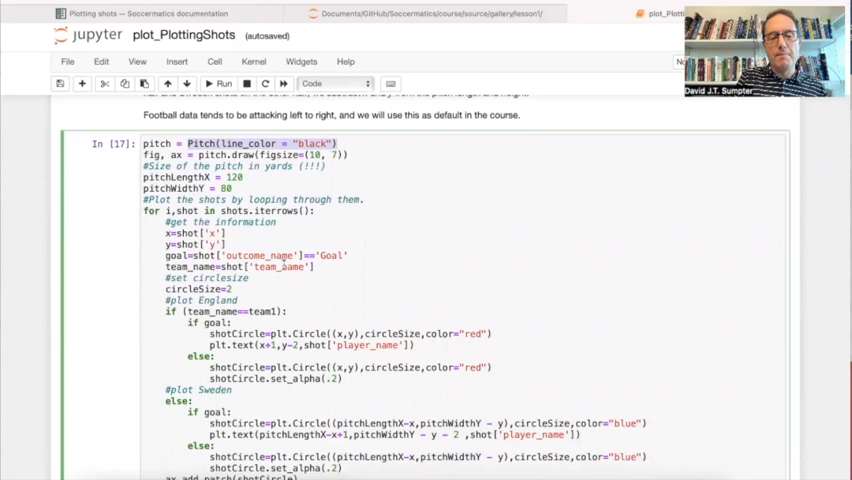 Plotting shots — Soccermatics documentation
Documents/GitHub/Soccermatics/course/source/gallery/lesson1/
jupyter plot_PlottingShots (autosaved)
File Edit View Insert Cell Kernel Widgets Help
Run Code
David J.T. Sumpter
Football data tends to be attacking left to right, and we will use this as default in the course.
In [17]: pitch = Pitch(line_color = "black")
fig, ax = pitch.draw(figsize=(10, 7))
#Size of the pitch in yards (!!!)
pitchLengthX = 120
pitchWidthY = 80
#Plot the shots by looping through them.
for i,shot in shots.iterrows():
#get the information
x=shot['x']
y=shot['y']
goal=shot['outcome_name']=='Goal'
team_name=shot['team_name']
#set circlesize
circleSize=2
#plot England
if (team_name==team1):
if goal:
shotCircle=plt.Circle((x,y),circleSize,color="red")
plt.text(x+1,y-2,shot['player_name'])
else:
shotCircle=plt.Circle((x,y),circleSize,color="red")
shotCircle.set_alpha(.2)
#plot Sweden
else:
if goal:
shotCircle=plt.Circle((pitchLengthX-x,pitchWidthY - y),circleSize,color="blue")
plt.text(pitchLengthX-x+1,pitchWidthY - y - 2 ,shot['player_name'])
else:
shotCircle=plt.Circle((pitchLengthX-x,pitchWidthY - y),circleSize,color="blue")
shotCircle.set_alpha(.2)
ax.add_patch(shotCircle)